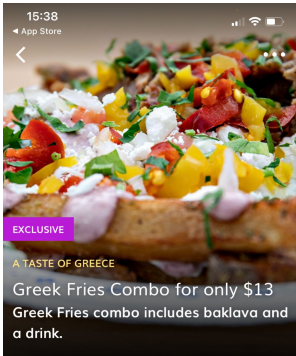 15:38
◀ App Store
EXCLUSIVE
A TASTE OF GREECE
Greek Fries Combo for only $13
Greek Fries combo includes baklava and
a drink.